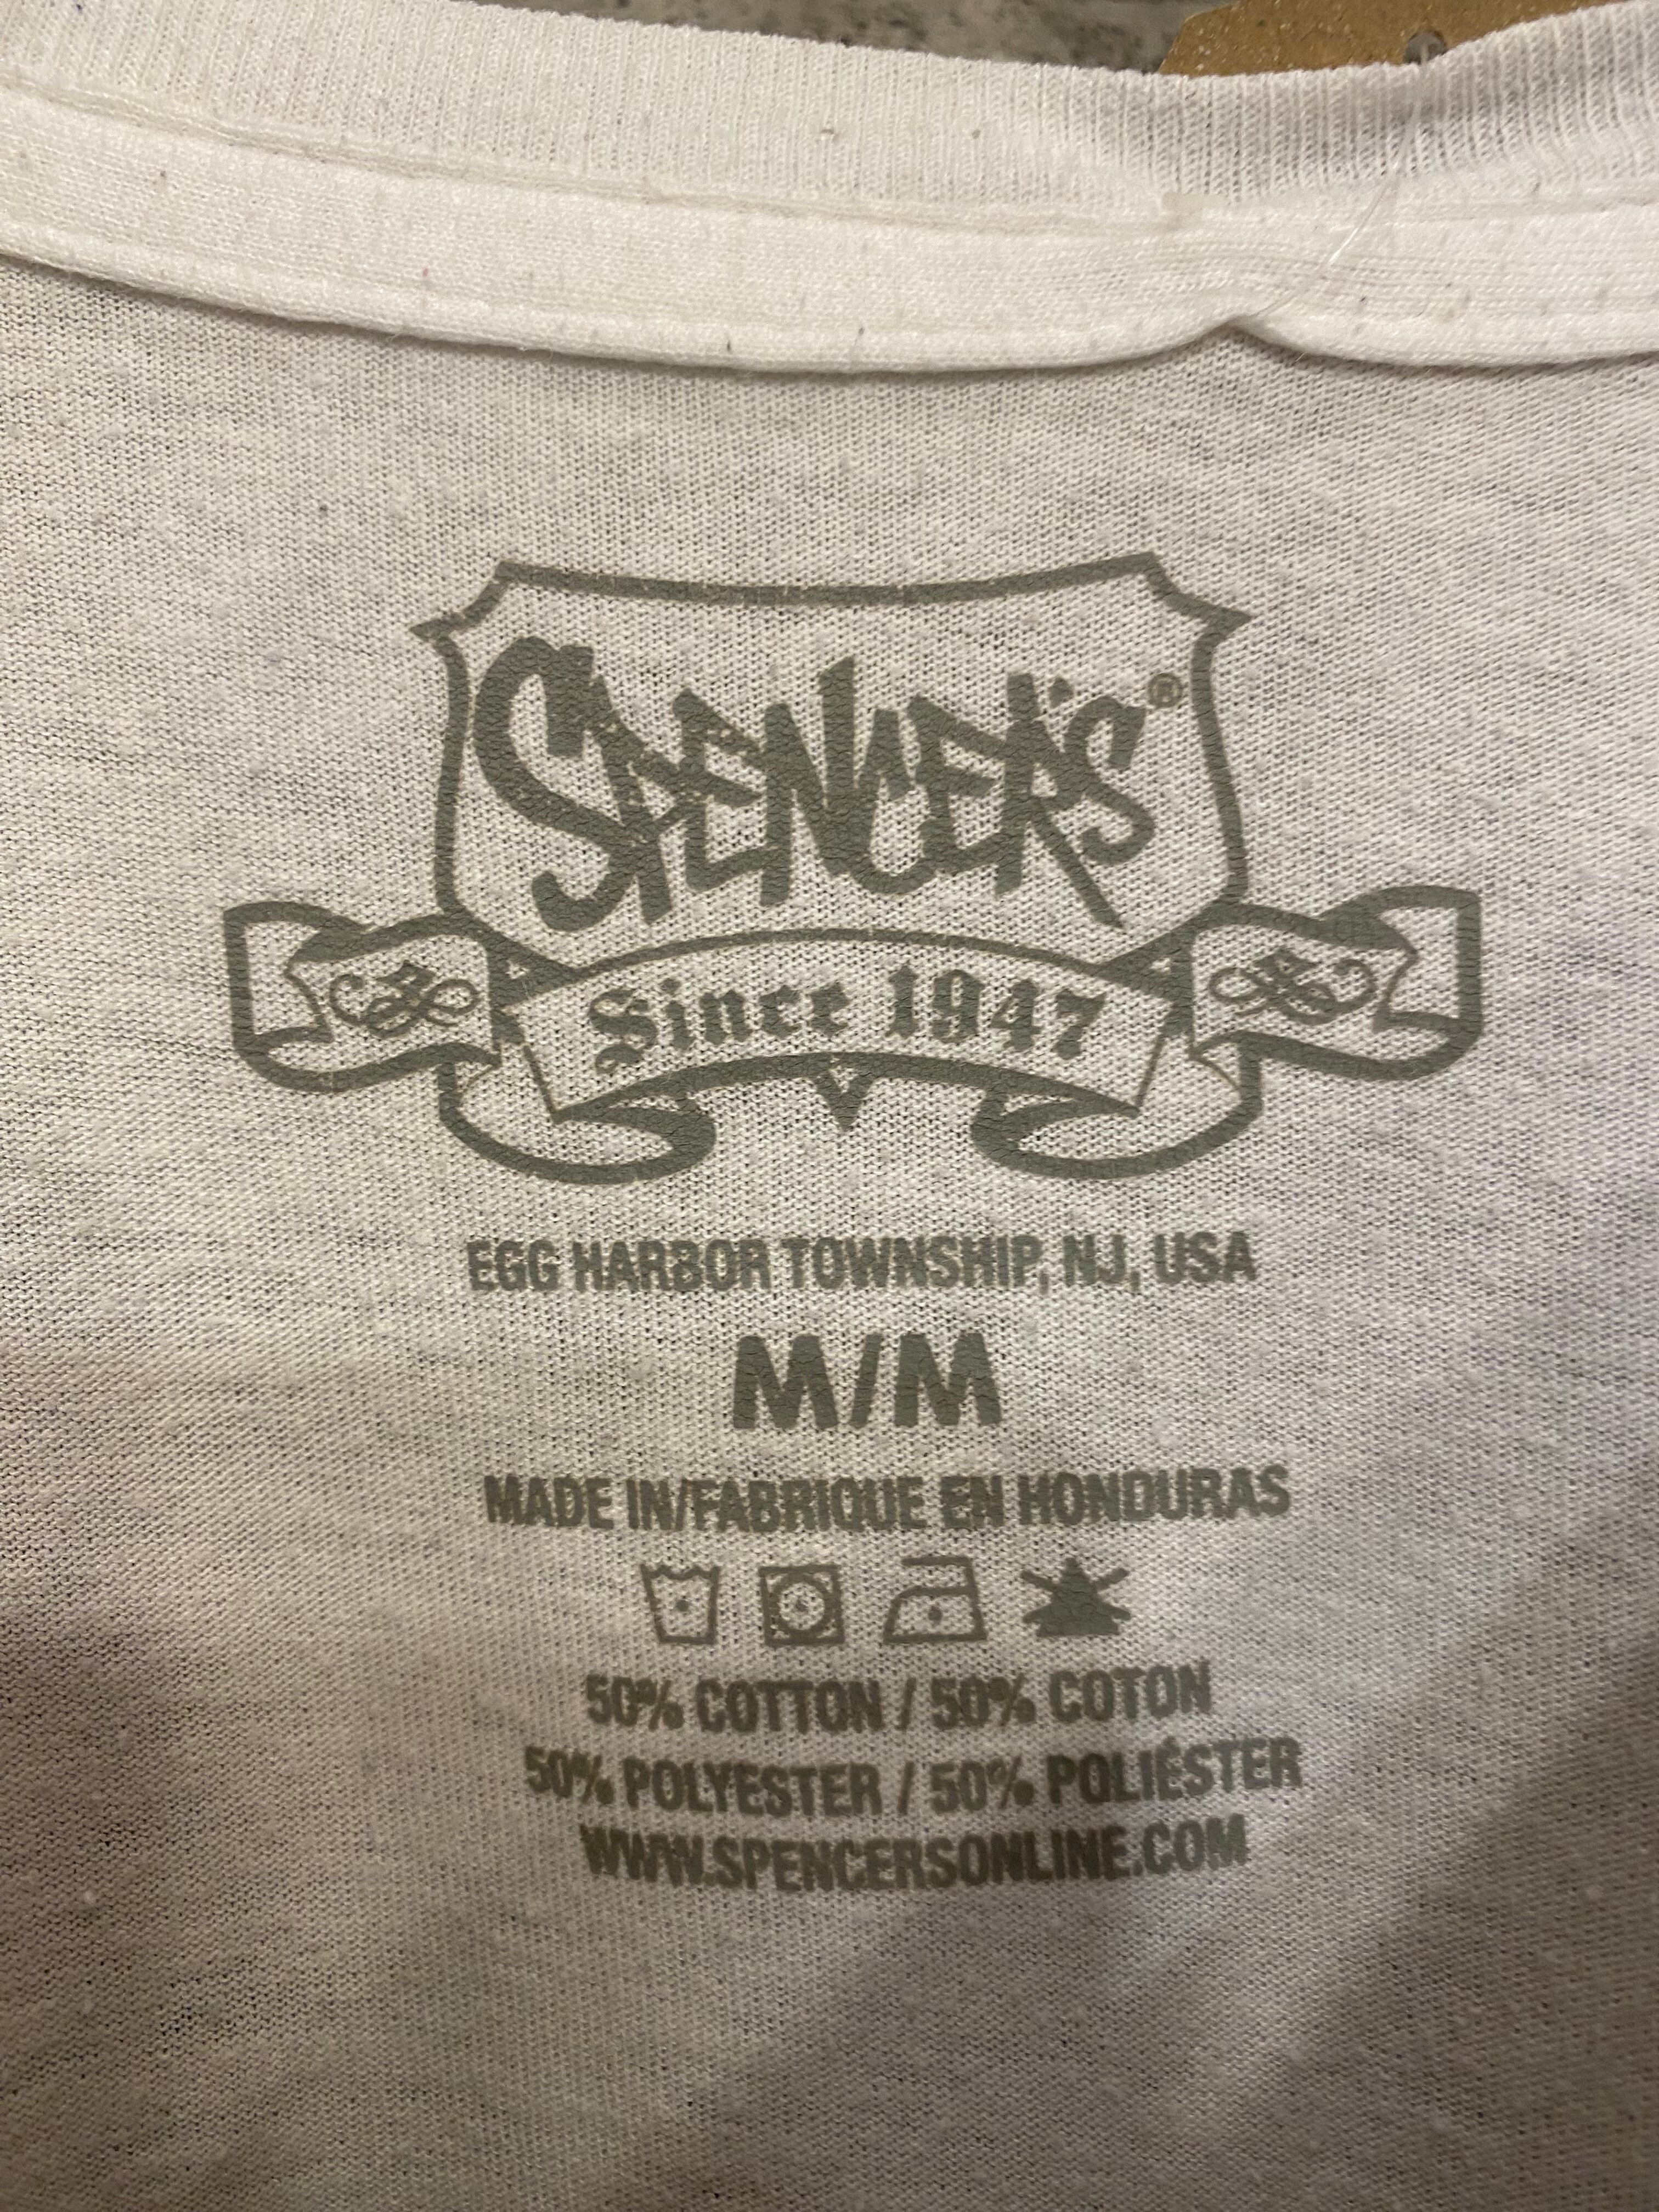 SPENCER'S®
Since 1947
EGG HARBOR TOWNSHIP, NJ, USA
M/M
MADE IN/FABRIQUE EN HONDURAS
50% COTTON / 50% COTON
50% POLYESTER / 50% POLIÉSTER
WWW.SPENCERSONLINE.COM